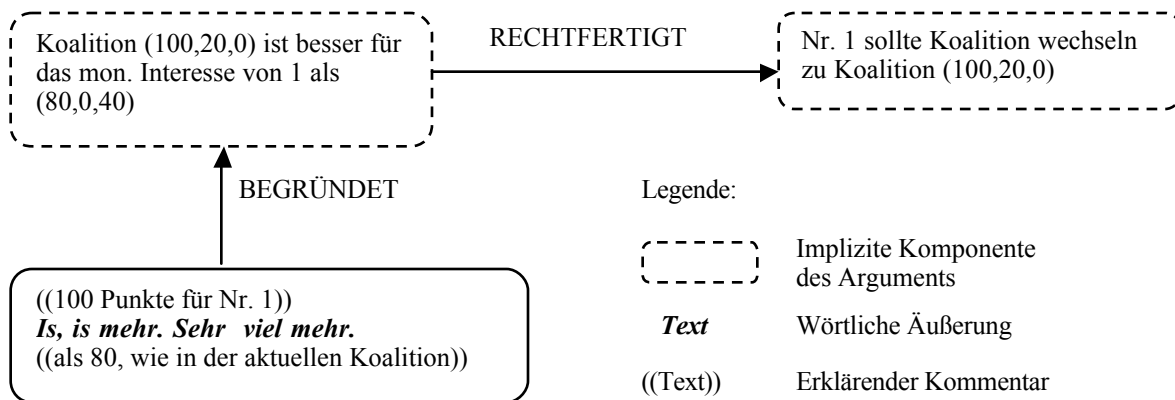 Koalition (100,20,0) ist besser für
das mon. Interesse von 1 als
(80,0,40)
RECHTFERTIGT
Nr. 1 sollte Koalition wechseln
zu Koalition (100,20,0)
BEGRÜNDET
((100 Punkte für Nr. 1))
Is, is mehr. Sehr viel mehr.
((als 80, wie in der aktuellen Koalition))
Legende:
Implizite Komponente
des Arguments
Text Wörtliche Äußerung
((Text)) Erklärender Kommentar